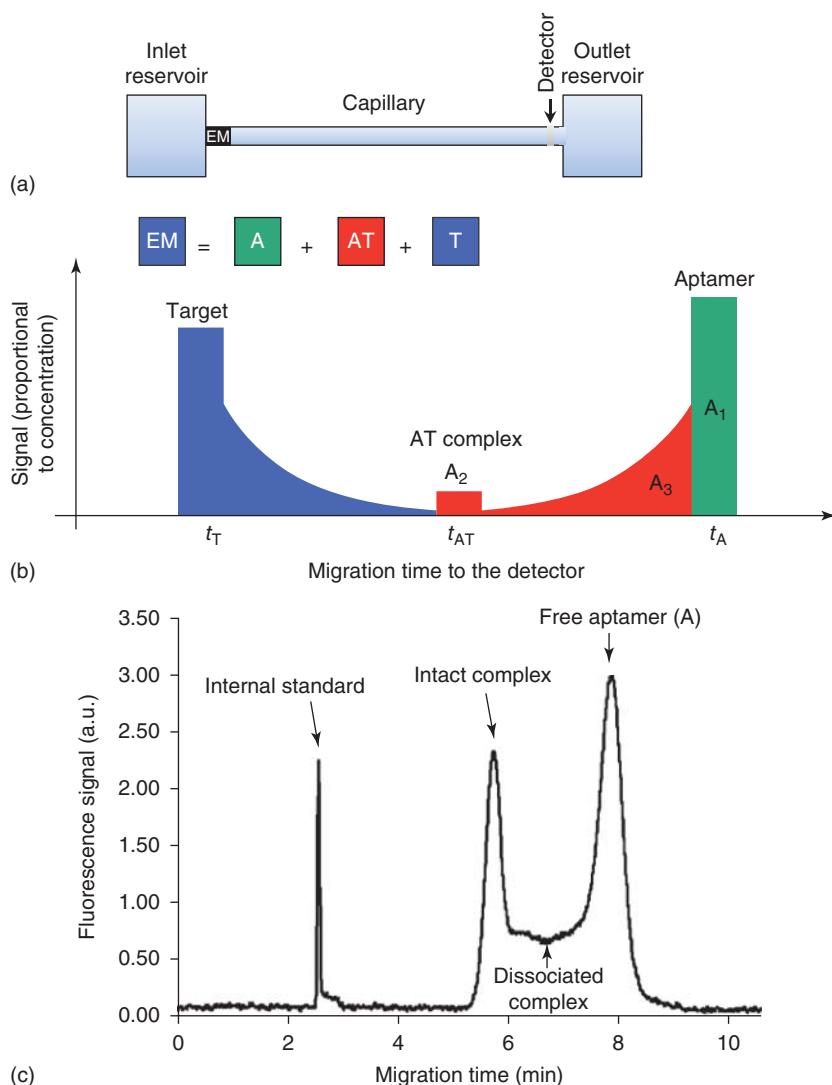 Inlet
reservoir
Capillary
Detector
Outlet
reservoir
EM
(a)
EM = A + AT + T
Signal (proportional
to concentration)
Target
AT complex
Aptamer
A₂
A₃
A₁
t_T
t_AT
t_A
(b)
Migration time to the detector
Fluorescence signal (a.u.)
3.50
3.00
2.50
2.00
1.50
1.00
0.50
0.00
Internal standard
Intact complex
Free aptamer (A)
Dissociated
complex
0 2 4 6 8 10
(c)
Migration time (min)